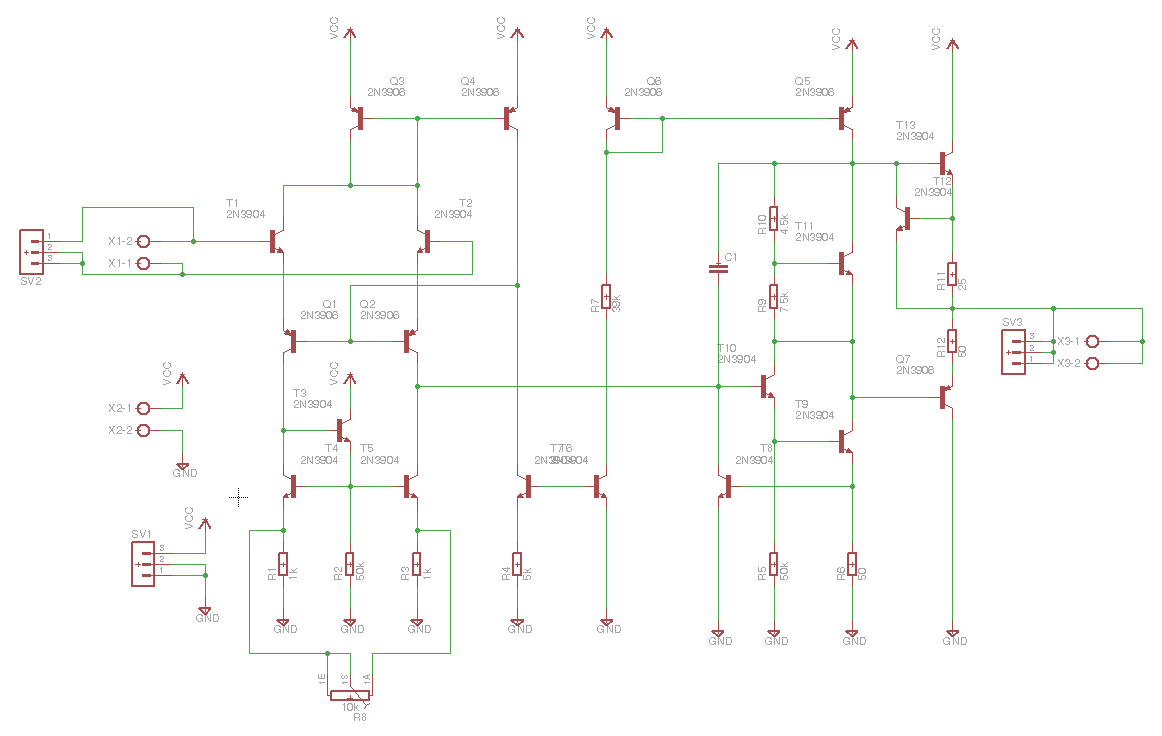 VCC
VCC
VCC
VCC
VCC
Q3
2N3906
Q4
2N3906
Q6
2N3906
Q5
2N3906
T13
2N3904
T12
2N3904
T1
2N3904
T2
2N3904
R10
4.5k
T11
2N3904
X1-2
X1-1
1
2
3
SV2
C1
R9
7.5k
R7
39k
R11
25
Q1
2N3906
Q2
2N3906
SV3
3
2
1
X3-1
X3-2
R12
50
T10
2N3904
Q7
2N3906
VCC
VCC
X2-1
X2-2
GND
T3
2N3904
T9
2N3904
T4
2N3904
T5
2N3904
T8
2N3904
VCC
SV1
3
2
1
GND
R1
1k
R2
50k
R3
1k
R4
5k
R5
50k
R6
50
GND
GND
GND
GND
GND
GND
GND
GND
GND
1E
1S
1A
10k
R8